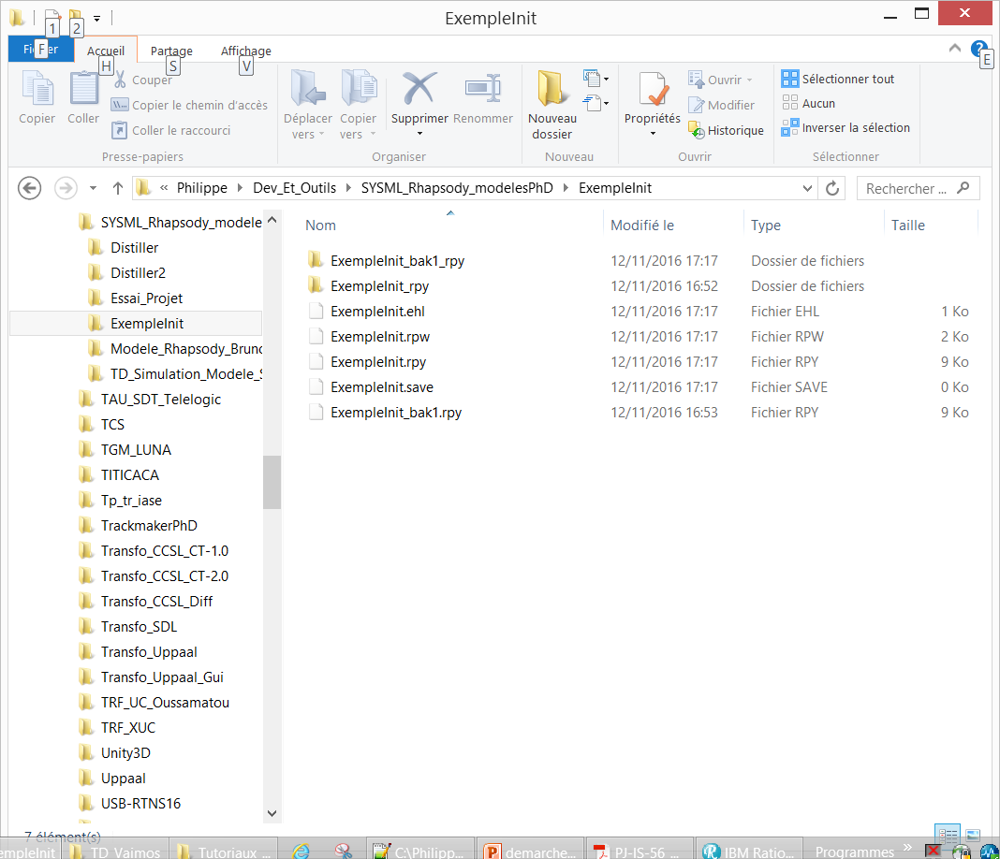 ExempleInit
1 2
Fichier Accueil Partage Affichage
F H S V E
Copier
Coller
Couper
Copier le chemin d'accès
Coller le raccourci
Presse-papiers
Déplacer vers
Copier vers
Supprimer
Renommer
Organiser
Nouveau dossier
Nouveau
Propriétés
Ouvrir
Modifier
Historique
Ouvrir
Sélectionner tout
Aucun
Inverser la sélection
Sélectionner
« Philippe Dev_Et_Outils SYSML_Rhapsody_modelesPhD ExempleInit
Rechercher ...
SYSML_Rhapsody_modele
Distiller
Distiller2
Essai_Projet
ExempleInit
Modele_Rhapsody_Brunc
TD_Simulation_Modele_S
TAU_SDT_Telelogic
TCS
TGM_LUNA
TITICACA
Tp_tr_iase
TrackmakerPhD
Transfo_CCSL_CT-1.0
Transfo_CCSL_CT-2.0
Transfo_CCSL_Diff
Transfo_SDL
Transfo_Uppaal
Transfo_Uppaal_Gui
TRF_UC_Oussamatou
TRF_XUC
Unity3D
Uppaal
USB-RTNS16
Nom Modifié le Type Taille
ExempleInit_bak1_rpy 12/11/2016 17:17 Dossier de fichiers
ExempleInit_rpy 12/11/2016 16:52 Dossier de fichiers
ExempleInit.ehl 12/11/2016 17:17 Fichier EHL 1 Ko
ExempleInit.rpw 12/11/2016 17:17 Fichier RPW 2 Ko
ExempleInit.rpy 12/11/2016 17:17 Fichier RPY 9 Ko
ExempleInit.save 12/11/2016 17:17 Fichier SAVE 0 Ko
ExempleInit_bak1.rpy 12/11/2016 16:53 Fichier RPY 9 Ko
7 élément(s)
empleInit TD_Vaimos Tutoriaux ... C:\Philipp... demarche... PJ-IS-56 ... IBM Ratio... Programmes »